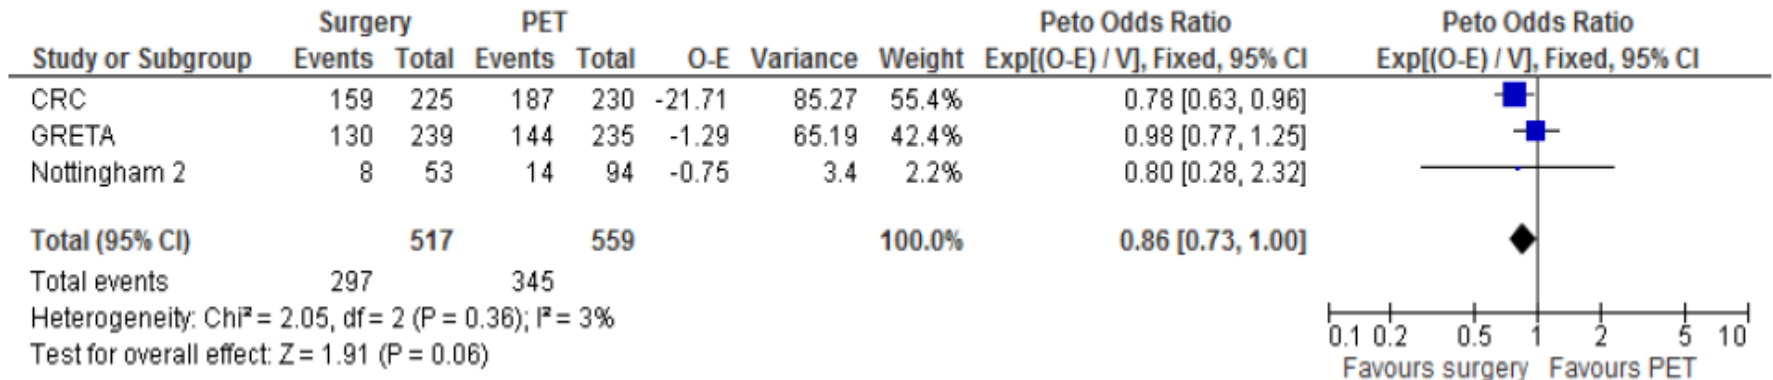 Surgery PET Peto Odds Ratio Peto Odds Ratio
Study or Subgroup Events Total Events Total O-E Variance Weight Exp[(O-E) / V], Fixed, 95% CI Exp[(O-E) / V], Fixed, 95% CI
CRC 159 225 187 230 -21.71 85.27 55.4% 0.78 [0.63, 0.96]
GRETA 130 239 144 235 -1.29 65.19 42.4% 0.98 [0.77, 1.25]
Nottingham 2 8 53 14 94 -0.75 3.4 2.2% 0.80 [0.28, 2.32]
Total (95% CI) 517 559 100.0% 0.86 [0.73, 1.00]
Total events 297 345
Heterogeneity: Chi² = 2.05, df = 2 (P = 0.36); I² = 3%
Test for overall effect: Z = 1.91 (P = 0.06)
0.1 0.2 0.5 1 2 5 10
Favours surgery Favours PET